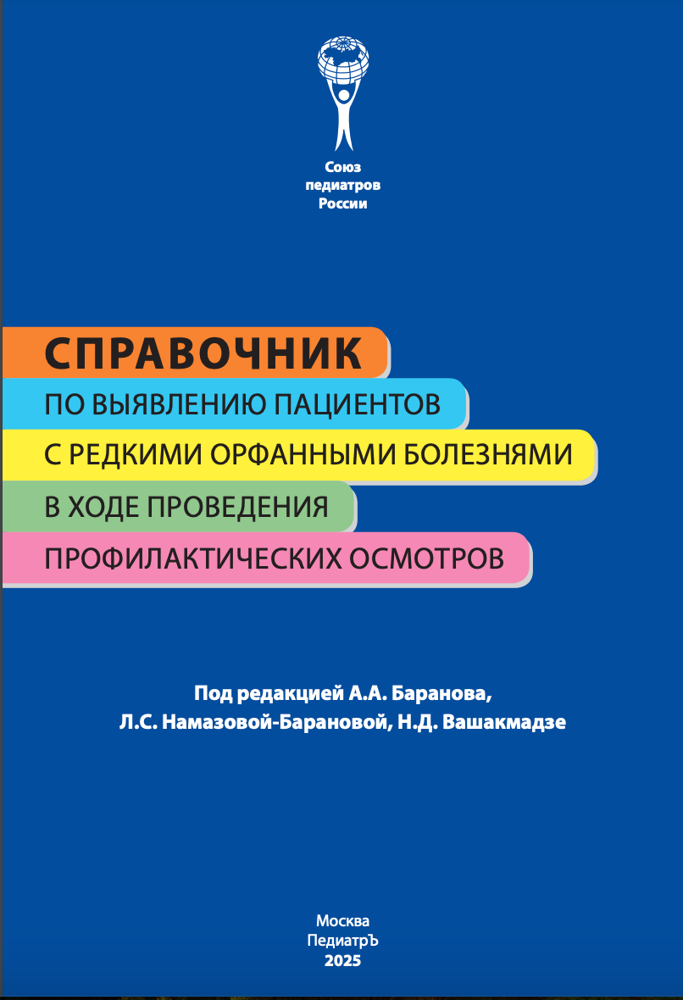 Союз
педиатров
России
СПРАВОЧНИК
ПО ВЫЯВЛЕНИЮ ПАЦИЕНТОВ
С РЕДКИМИ ОРФАННЫМИ БОЛЕЗНЯМИ
В ХОДЕ ПРОВЕДЕНИЯ
ПРОФИЛАКТИЧЕСКИХ ОСМОТРОВ
Под редакцией А.А. Баранова,
Л.С. Намазовой-Барановой, Н.Д. Вашакмадзе
Москва
ПедиатрЪ
2025